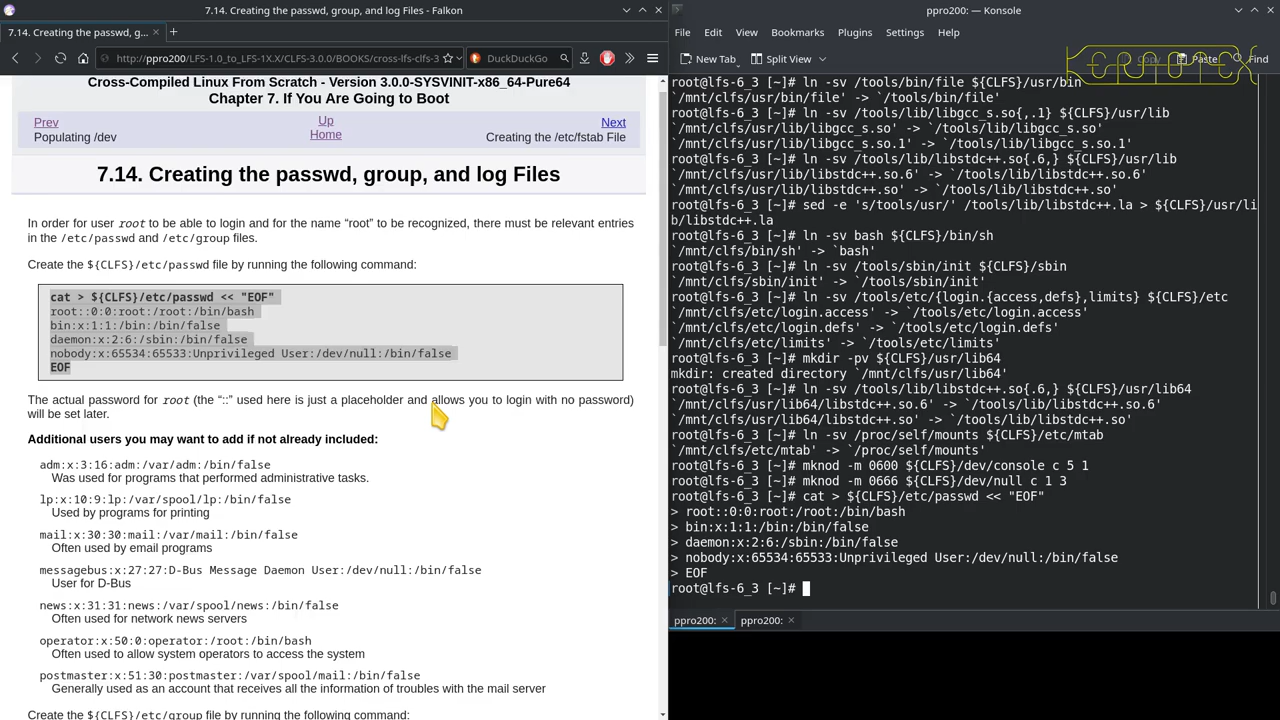 7.14. Creating the passwd, group, and log Files - Falkon
7.14. Creating the passwd, g...
http://ppro200/LFS-1.0_to_LFS-1X.X/CLFS-3.0.0/BOOKS/cross-lfs-clfs-3
DuckDuckGo
Cross-Compiled Linux From Scratch - Version 3.0.0-SYSVINIT-x86_64-Pure64
Chapter 7. If You Are Going to Boot
Prev
Up
Next
Populating /dev
Home
Creating the /etc/fstab File
7.14. Creating the passwd, group, and log Files
In order for user root to be able to login and for the name “root” to be recognized, there must be relevant entries
in the /etc/passwd and /etc/group files.
Create the ${CLFS}/etc/passwd file by running the following command:
cat > ${CLFS}/etc/passwd << "EOF"
root::0:0:root:/root:/bin/bash
bin:x:1:1:/bin:/bin/false
daemon:x:2:6:/sbin:/bin/false
nobody:x:65534:65533:Unprivileged User:/dev/null:/bin/false
EOF
The actual password for root (the “::” used here is just a placeholder and allows you to login with no password)
will be set later.
Additional users you may want to add if not already included:
adm:x:3:16:adm:/var/adm:/bin/false
Was used for programs that performed administrative tasks.
lp:x:10:9:lp:/var/spool/lp:/bin/false
Used by programs for printing
mail:x:30:30:mail:/var/mail:/bin/false
Often used by email programs
messagebus:x:27:27:D-Bus Message Daemon User:/dev/null:/bin/false
User for D-Bus
news:x:31:31:news:/var/spool/news:/bin/false
Often used for network news servers
operator:x:50:0:operator:/root:/bin/bash
Often used to allow system operators to access the system
postmaster:x:51:30:postmaster:/var/spool/mail:/bin/false
Generally used as an account that receives all the information of troubles with the mail server
Create the ${CLFS}/etc/group file by running the following command:
ppro200: — Konsole
File Edit View Bookmarks Plugins Settings Help
New Tab Split View Copy Paste Find
root@lfs-6_3 [~]# ln -sv /tools/bin/file ${CLFS}/usr/bin
`/mnt/clfs/usr/bin/file' -> `/tools/bin/file'
root@lfs-6_3 [~]# ln -sv /tools/lib/libgcc_s.so{,.1} ${CLFS}/usr/lib
`/mnt/clfs/usr/lib/libgcc_s.so' -> `/tools/lib/libgcc_s.so'
`/mnt/clfs/usr/lib/libgcc_s.so.1' -> `/tools/lib/libgcc_s.so.1'
root@lfs-6_3 [~]# ln -sv /tools/lib/libstdc++.so{.6,} ${CLFS}/usr/lib
`/mnt/clfs/usr/lib/libstdc++.so.6' -> `/tools/lib/libstdc++.so.6'
`/mnt/clfs/usr/lib/libstdc++.so' -> `/tools/lib/libstdc++.so'
root@lfs-6_3 [~]# sed -e 's/tools/usr/' /tools/lib/libstdc++.la > ${CLFS}/usr/li
b/libstdc++.la
root@lfs-6_3 [~]# ln -sv bash ${CLFS}/bin/sh
`/mnt/clfs/bin/sh' -> `bash'
root@lfs-6_3 [~]# ln -sv /tools/sbin/init ${CLFS}/sbin
`/mnt/clfs/sbin/init' -> `/tools/sbin/init'
root@lfs-6_3 [~]# ln -sv /tools/etc/{login.{access,defs},limits} ${CLFS}/etc
`/mnt/clfs/etc/login.access' -> `/tools/etc/login.access'
`/mnt/clfs/etc/login.defs' -> `/tools/etc/login.defs'
`/mnt/clfs/etc/limits' -> `/tools/etc/limits'
root@lfs-6_3 [~]# mkdir -pv ${CLFS}/usr/lib64
mkdir: created directory `/mnt/clfs/usr/lib64'
root@lfs-6_3 [~]# ln -sv /tools/lib/libstdc++.so{.6,} ${CLFS}/usr/lib64
`/mnt/clfs/usr/lib64/libstdc++.so.6' -> `/tools/lib/libstdc++.so.6'
`/mnt/clfs/usr/lib64/libstdc++.so' -> `/tools/lib/libstdc++.so'
root@lfs-6_3 [~]# ln -sv /proc/self/mounts ${CLFS}/etc/mtab
`/mnt/clfs/etc/mtab' -> `/proc/self/mounts'
root@lfs-6_3 [~]# mknod -m 0600 ${CLFS}/dev/console c 5 1
root@lfs-6_3 [~]# mknod -m 0666 ${CLFS}/dev/null c 1 3
root@lfs-6_3 [~]# cat > ${CLFS}/etc/passwd << "EOF"
> root::0:0:root:/root:/bin/bash
> bin:x:1:1:/bin:/bin/false
> daemon:x:2:6:/sbin:/bin/false
> nobody:x:65534:65533:Unprivileged User:/dev/null:/bin/false
> EOF
root@lfs-6_3 [~]#
ppro200: ppro200: